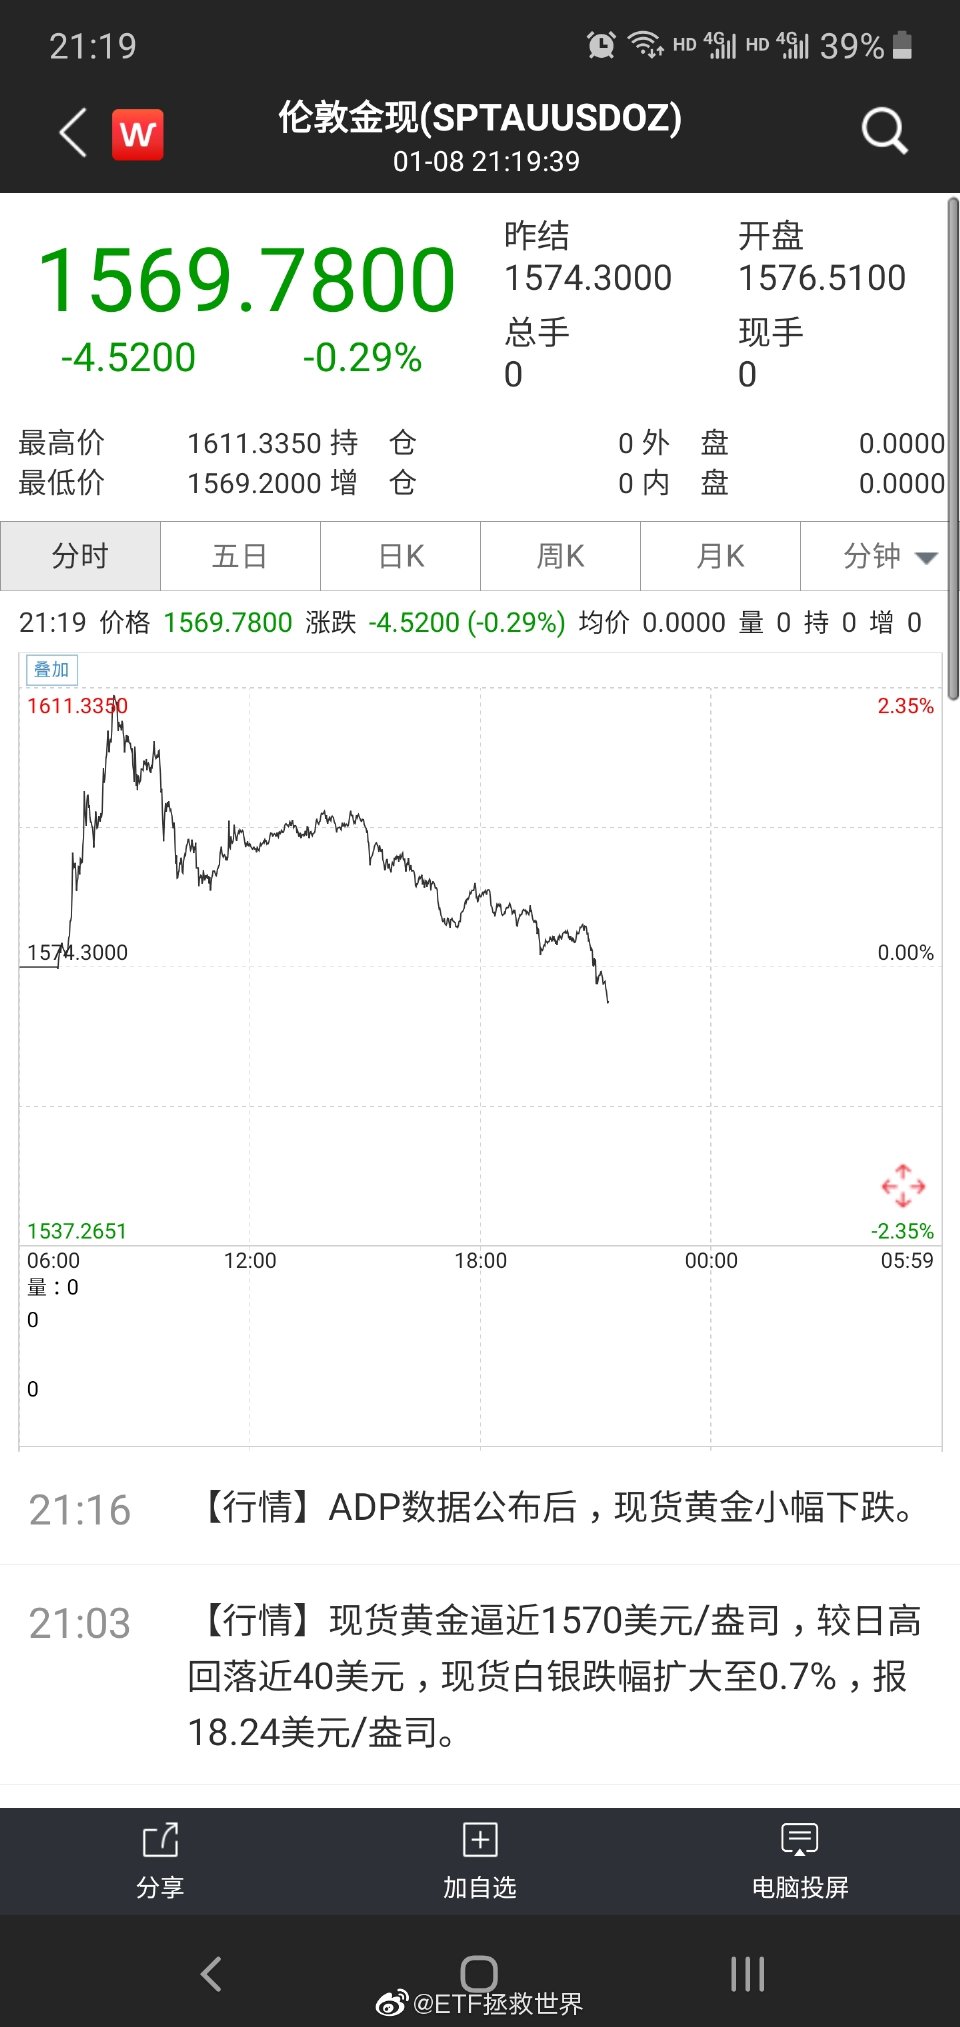 21:19 HD 4G HD 4G 39%
W 伦敦金现(SPTAUUSDOZ)
01-08 21:19:39
1569.7800
-4.5200 -0.29%
昨结 开盘
1574.3000 1576.5100
总手 现手
0 0
最高价 1611.3350 持 仓 0 外 盘 0.0000
最低价 1569.2000 增 仓 0 内 盘 0.0000
分时 五日 日K 周K 月K 分钟
21:19 价格 1569.7800 涨跌 -4.5200 (-0.29%) 均价 0.0000 量 0 持 0 增 0
叠加
1611.3350 2.35%
1574.3000 0.00%
1537.2651 -2.35%
06:00 12:00 18:00 00:00 05:59
量：0
0
0
21:16 【行情】ADP数据公布后，现货黄金小幅下跌。
21:03 【行情】现货黄金逼近1570美元/盎司，较日高
回落近40美元，现货白银跌幅扩大至0.7%，报
18.24美元/盎司。
分享 加自选 电脑投屏
@ETF拯救世界